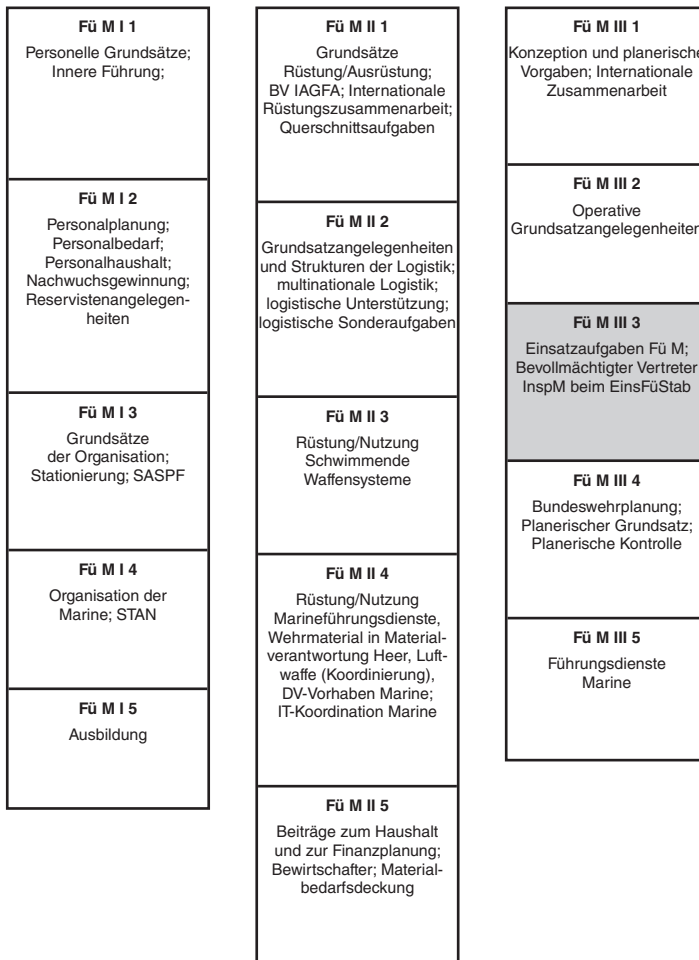 Fü M I 1
Personelle Grundsätze;
Innere Führung;
Fü M I 2
Personalplanung;
Personalbedarf;
Personalhaushalt;
Nachwuchsgewinnung;
Reservistenangelegen-
heiten
Fü M I 3
Grundsätze
der Organisation;
Stationierung; SASPF
Fü M I 4
Organisation der
Marine; STAN
Fü M I 5
Ausbildung
Fü M II 1
Grundsätze
Rüstung/Ausrüstung;
BV IAGFA; Internationale
Rüstungszusammenarbeit;
Querschnittsaufgaben
Fü M II 2
Grundsatzangelegenheiten
und Strukturen der Logistik;
multinationale Logistik;
logistische Unterstützung;
logistische Sonderaufgaben
Fü M II 3
Rüstung/Nutzung
Schwimmende
Waffensysteme
Fü M II 4
Rüstung/Nutzung
Marineführungsdienste,
Wehrmaterial in Material-
verantwortung Heer, Luft-
waffe (Koordinierung),
DV-Vorhaben Marine;
IT-Koordination Marine
Fü M II 5
Beiträge zum Haushalt
und zur Finanzplanung;
Bewirtschafter; Material-
bedarfsdeckung
Fü M III 1
Konzeption und planerische
Vorgaben; Internationale
Zusammenarbeit
Fü M III 2
Operative
Grundsatzangelegenheiten
Fü M III 3
Einsatzaufgaben Fü M;
Bevollmächtigter Vertreter
InspM beim EinsFüStab
Fü M III 4
Bundeswehrplanung;
Planerischer Grundsatz;
Planerische Kontrolle
Fü M III 5
Führungsdienste
Marine